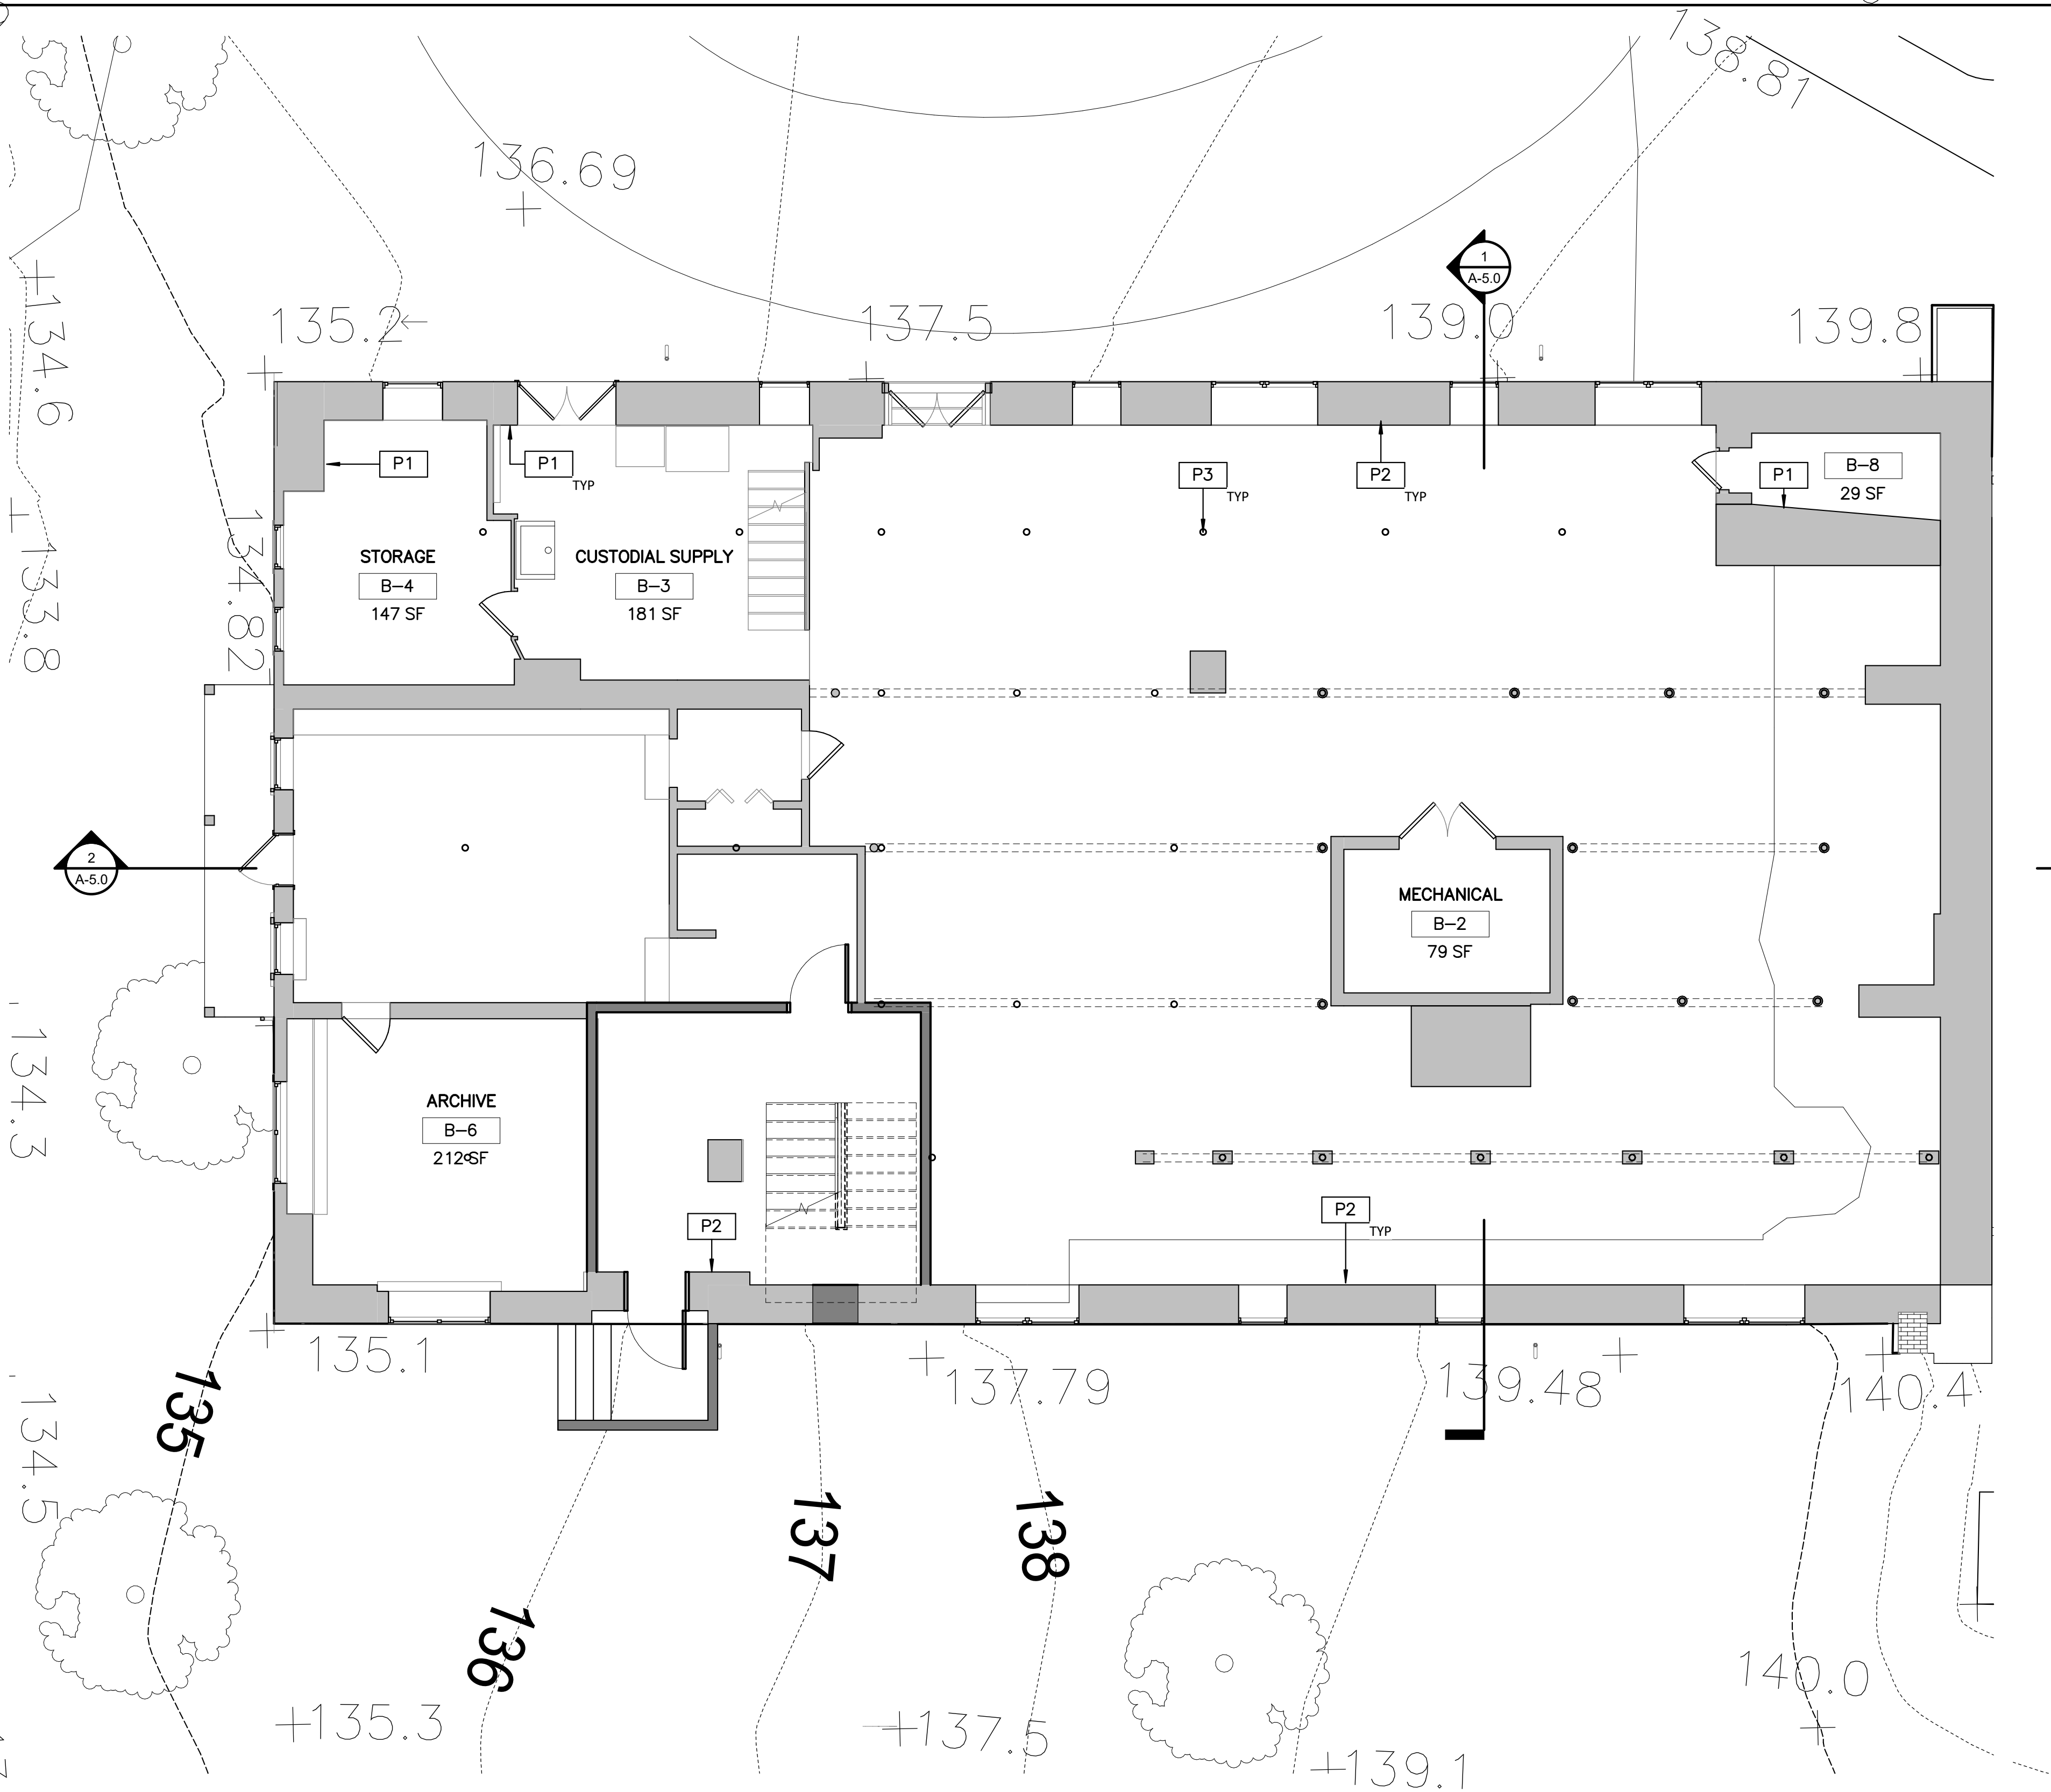 138.81
136.69
1
A-5.0
134.6
135.2
137.5
139.0
139.8
P1
P1
TYP
P3
TYP
P2
TYP
P1
B-8
29 SF
133.8
134.82
STORAGE
B-4
147 SF
CUSTODIAL SUPPLY
B-3
181 SF
2
A-5.0
MECHANICAL
B-2
79 SF
134.3
ARCHIVE
B-6
212 SF
P2
P2
TYP
135.1
137.79
139.48
140.4
135
134.5
137
138
136
140.0
135.3
137.5
139.1